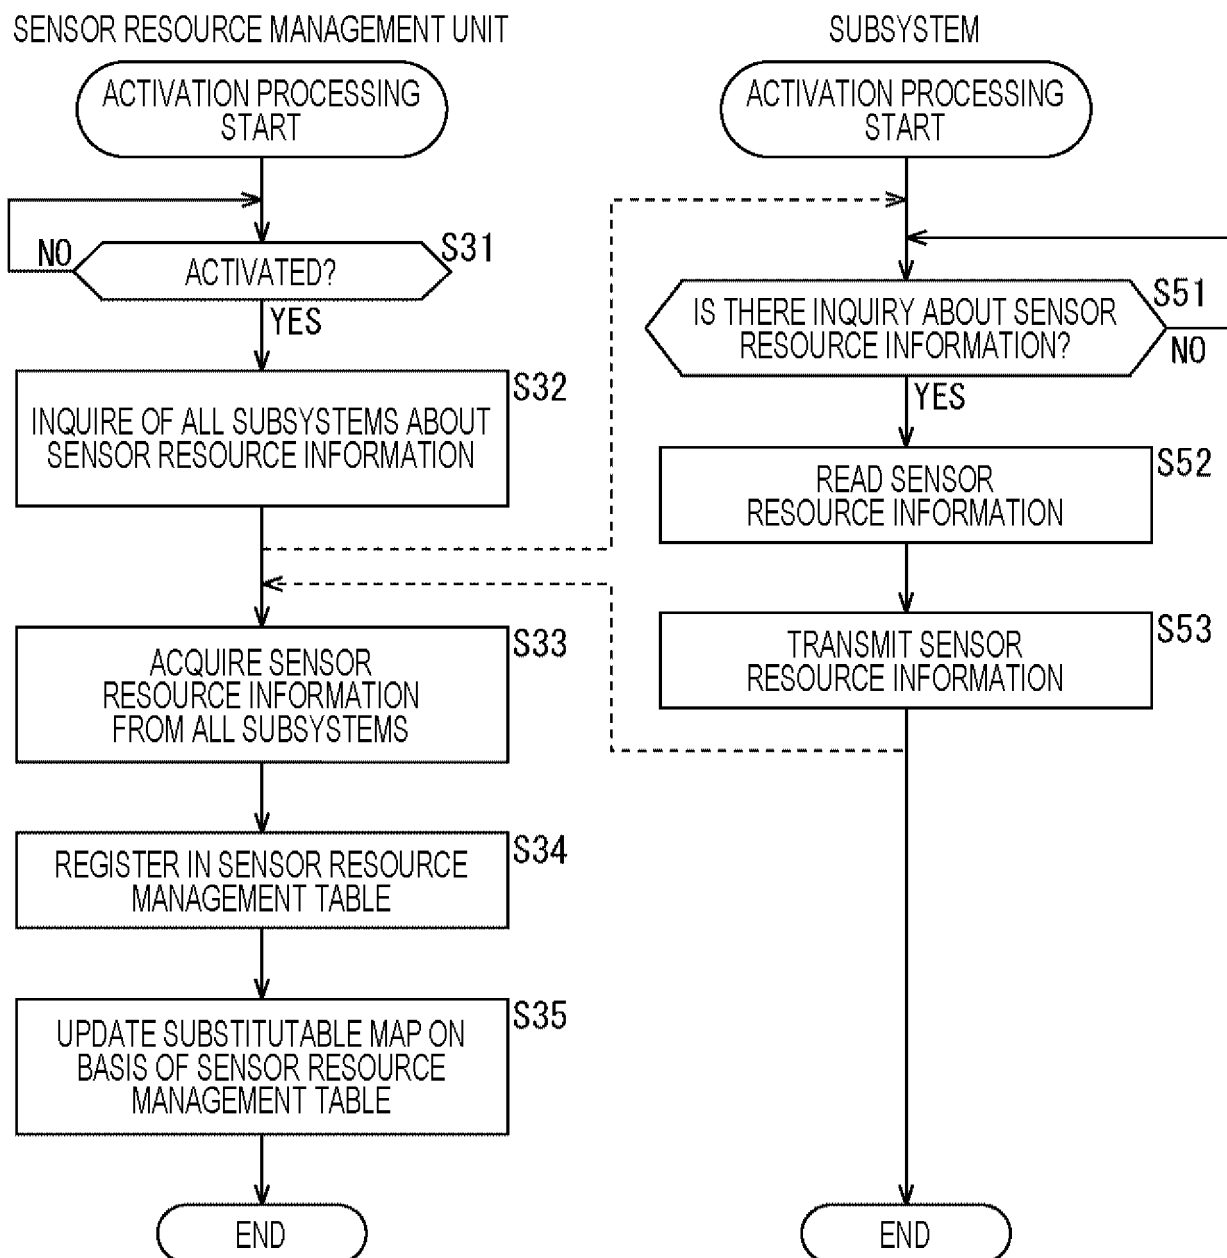 SENSOR RESOURCE MANAGEMENT UNIT
ACTIVATION PROCESSING
START
NO
ACTIVATED?
S31
YES
INQUIRE OF ALL SUBSYSTEMS ABOUT
SENSOR RESOURCE INFORMATION
S32
ACQUIRE SENSOR
RESOURCE INFORMATION
FROM ALL SUBSYSTEMS
S33
REGISTER IN SENSOR RESOURCE
MANAGEMENT TABLE
S34
UPDATE SUBSTITUTABLE MAP ON
BASIS OF SENSOR RESOURCE
MANAGEMENT TABLE
S35
END
SUBSYSTEM
ACTIVATION PROCESSING
START
IS THERE INQUIRY ABOUT SENSOR
RESOURCE INFORMATION?
S51
NO
YES
READ SENSOR
RESOURCE INFORMATION
S52
TRANSMIT SENSOR
RESOURCE INFORMATION
S53
END